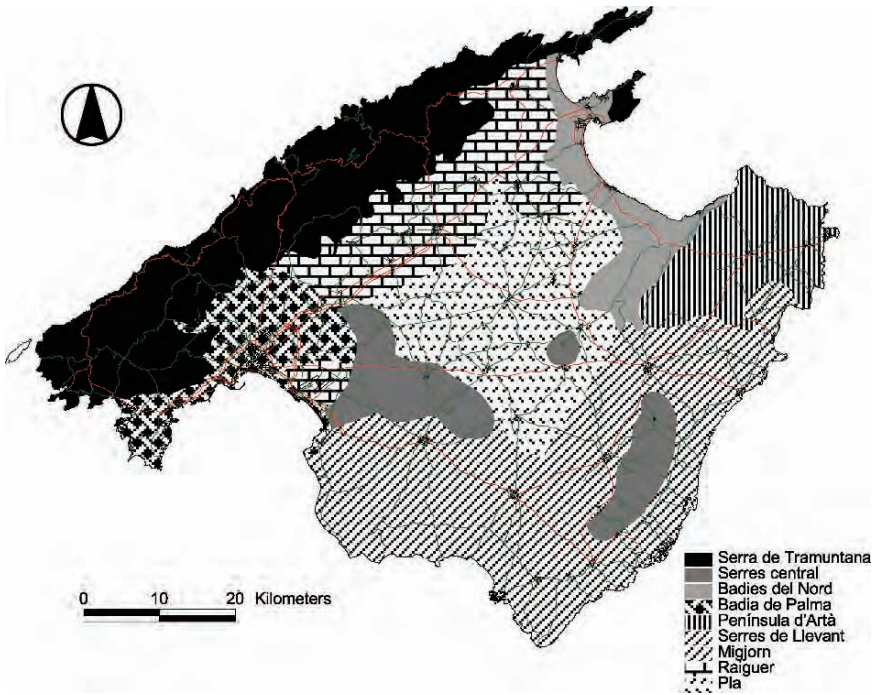 0 10 20 Kilometers
Serra de Tramuntana
Serres central
Badies del Nord
Badia de Palma
Península d'Artà
Serres de Llevant
Migjorn
Raiguer
Pla